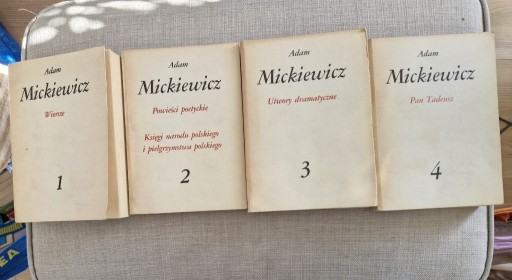 Adam
Mickiewicz
Wiersze
1
Adam
Mickiewicz
Powieści poetyckie
Księgi narodu polskiego
i pielgrzymstwa polskiego
2
Adam
Mickiewicz
Utwory dramatyczne
3
Adam
Mickiewicz
Pan Tadeusz
4